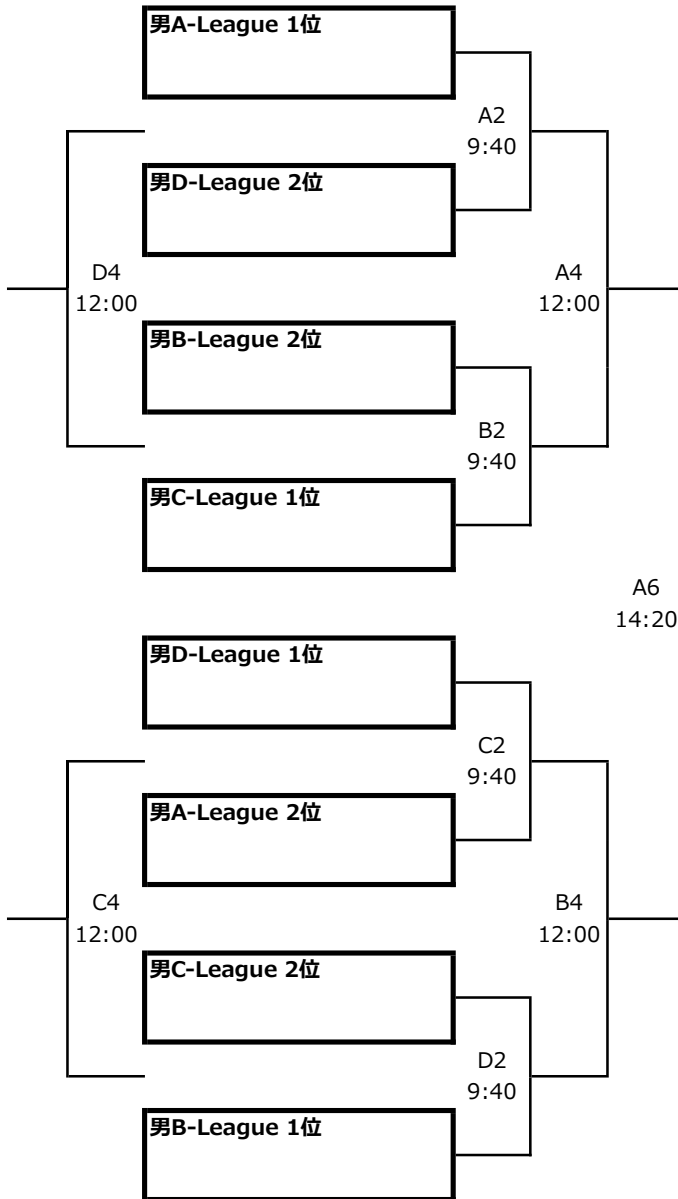 男A-League 1位
A2
9:40
男D-League 2位
D4
12:00
A4
12:00
男B-League 2位
B2
9:40
男C-League 1位
A6
14:20
男D-League 1位
C2
9:40
男A-League 2位
C4
12:00
B4
12:00
男C-League 2位
D2
9:40
男B-League 1位